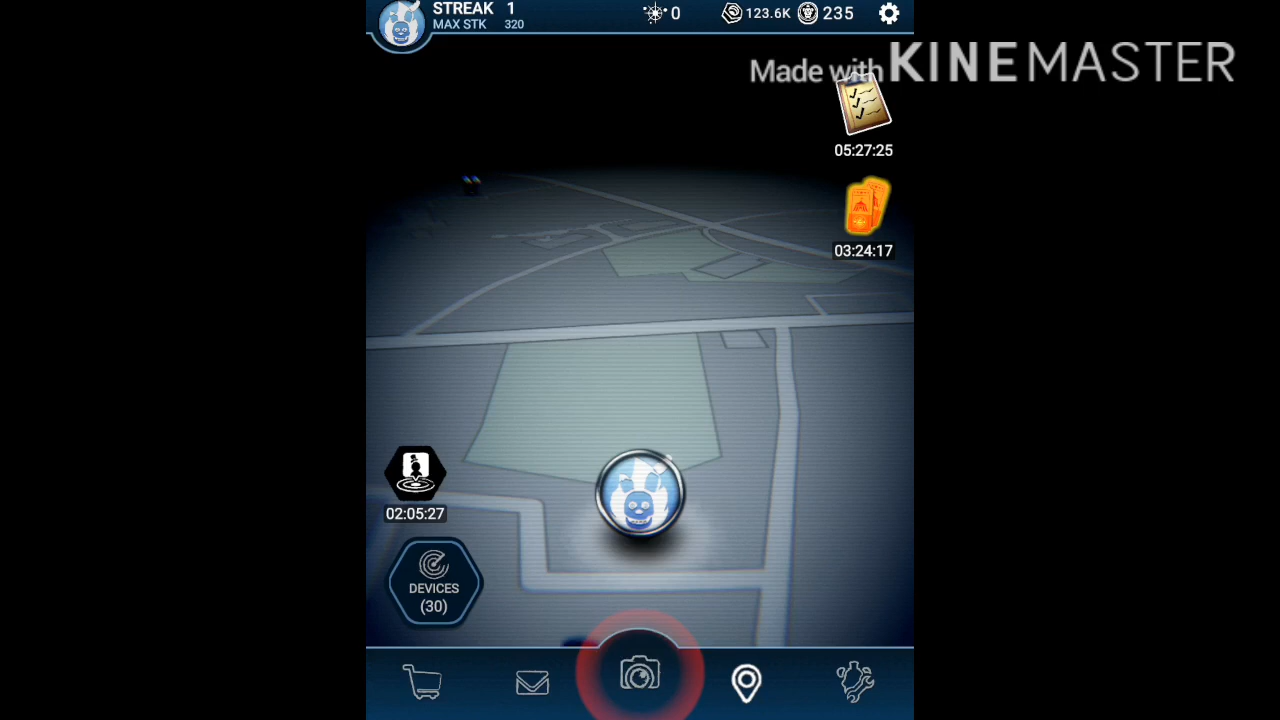 STREAK 1
MAX STK 320
0
123.6K
235
Made with KINEMASTER
05:27:25
03:24:17
02:05:27
DEVICES
(30)